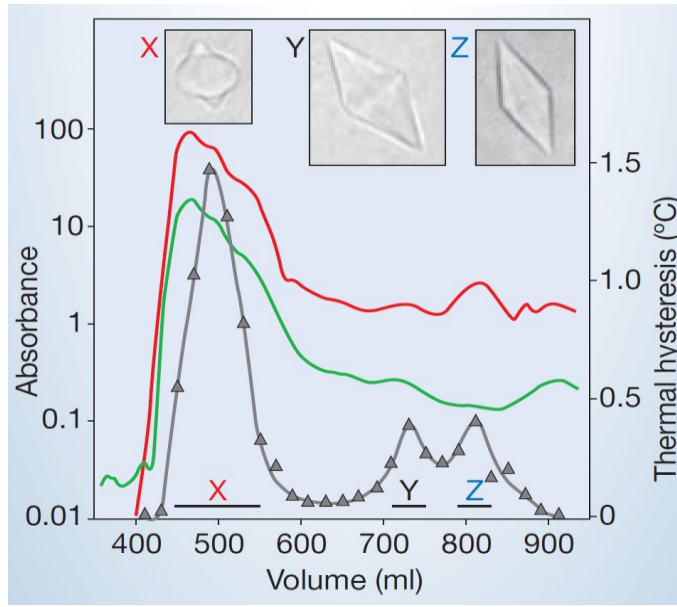 X
Y
Z
100
10
1
0.1
0.01
Absorbance
1.5
1.0
0.5
0
Thermal hysteresis (ºC)
X
Y
Z
400 500 600 700 800 900
Volume (ml)